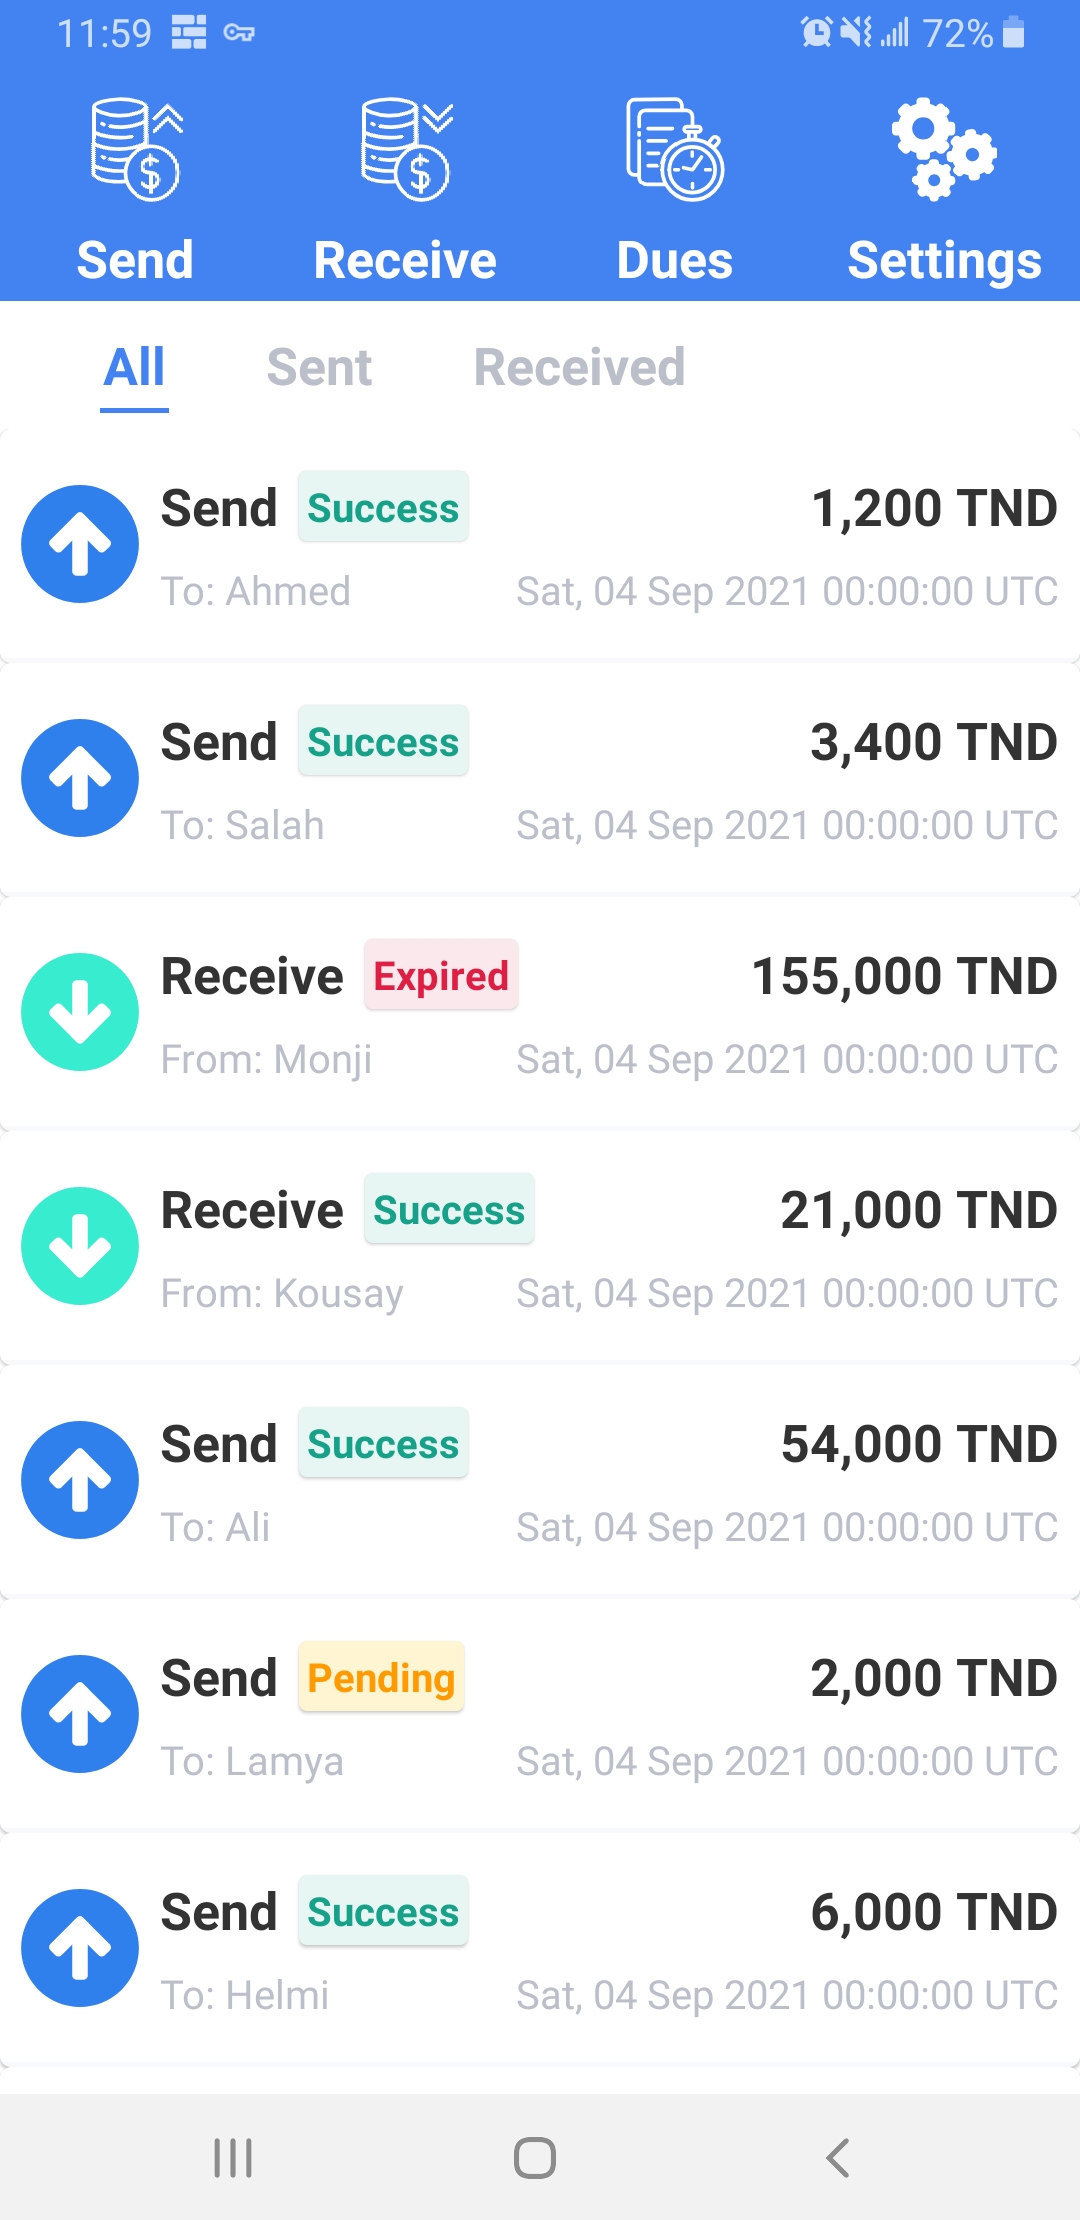 11:59 72%
Send Receive Dues Settings
All Sent Received
Send Success 1,200 TND
To: Ahmed Sat, 04 Sep 2021 00:00:00 UTC
Send Success 3,400 TND
To: Salah Sat, 04 Sep 2021 00:00:00 UTC
Receive Expired 155,000 TND
From: Monji Sat, 04 Sep 2021 00:00:00 UTC
Receive Success 21,000 TND
From: Kousay Sat, 04 Sep 2021 00:00:00 UTC
Send Success 54,000 TND
To: Ali Sat, 04 Sep 2021 00:00:00 UTC
Send Pending 2,000 TND
To: Lamya Sat, 04 Sep 2021 00:00:00 UTC
Send Success 6,000 TND
To: Helmi Sat, 04 Sep 2021 00:00:00 UTC